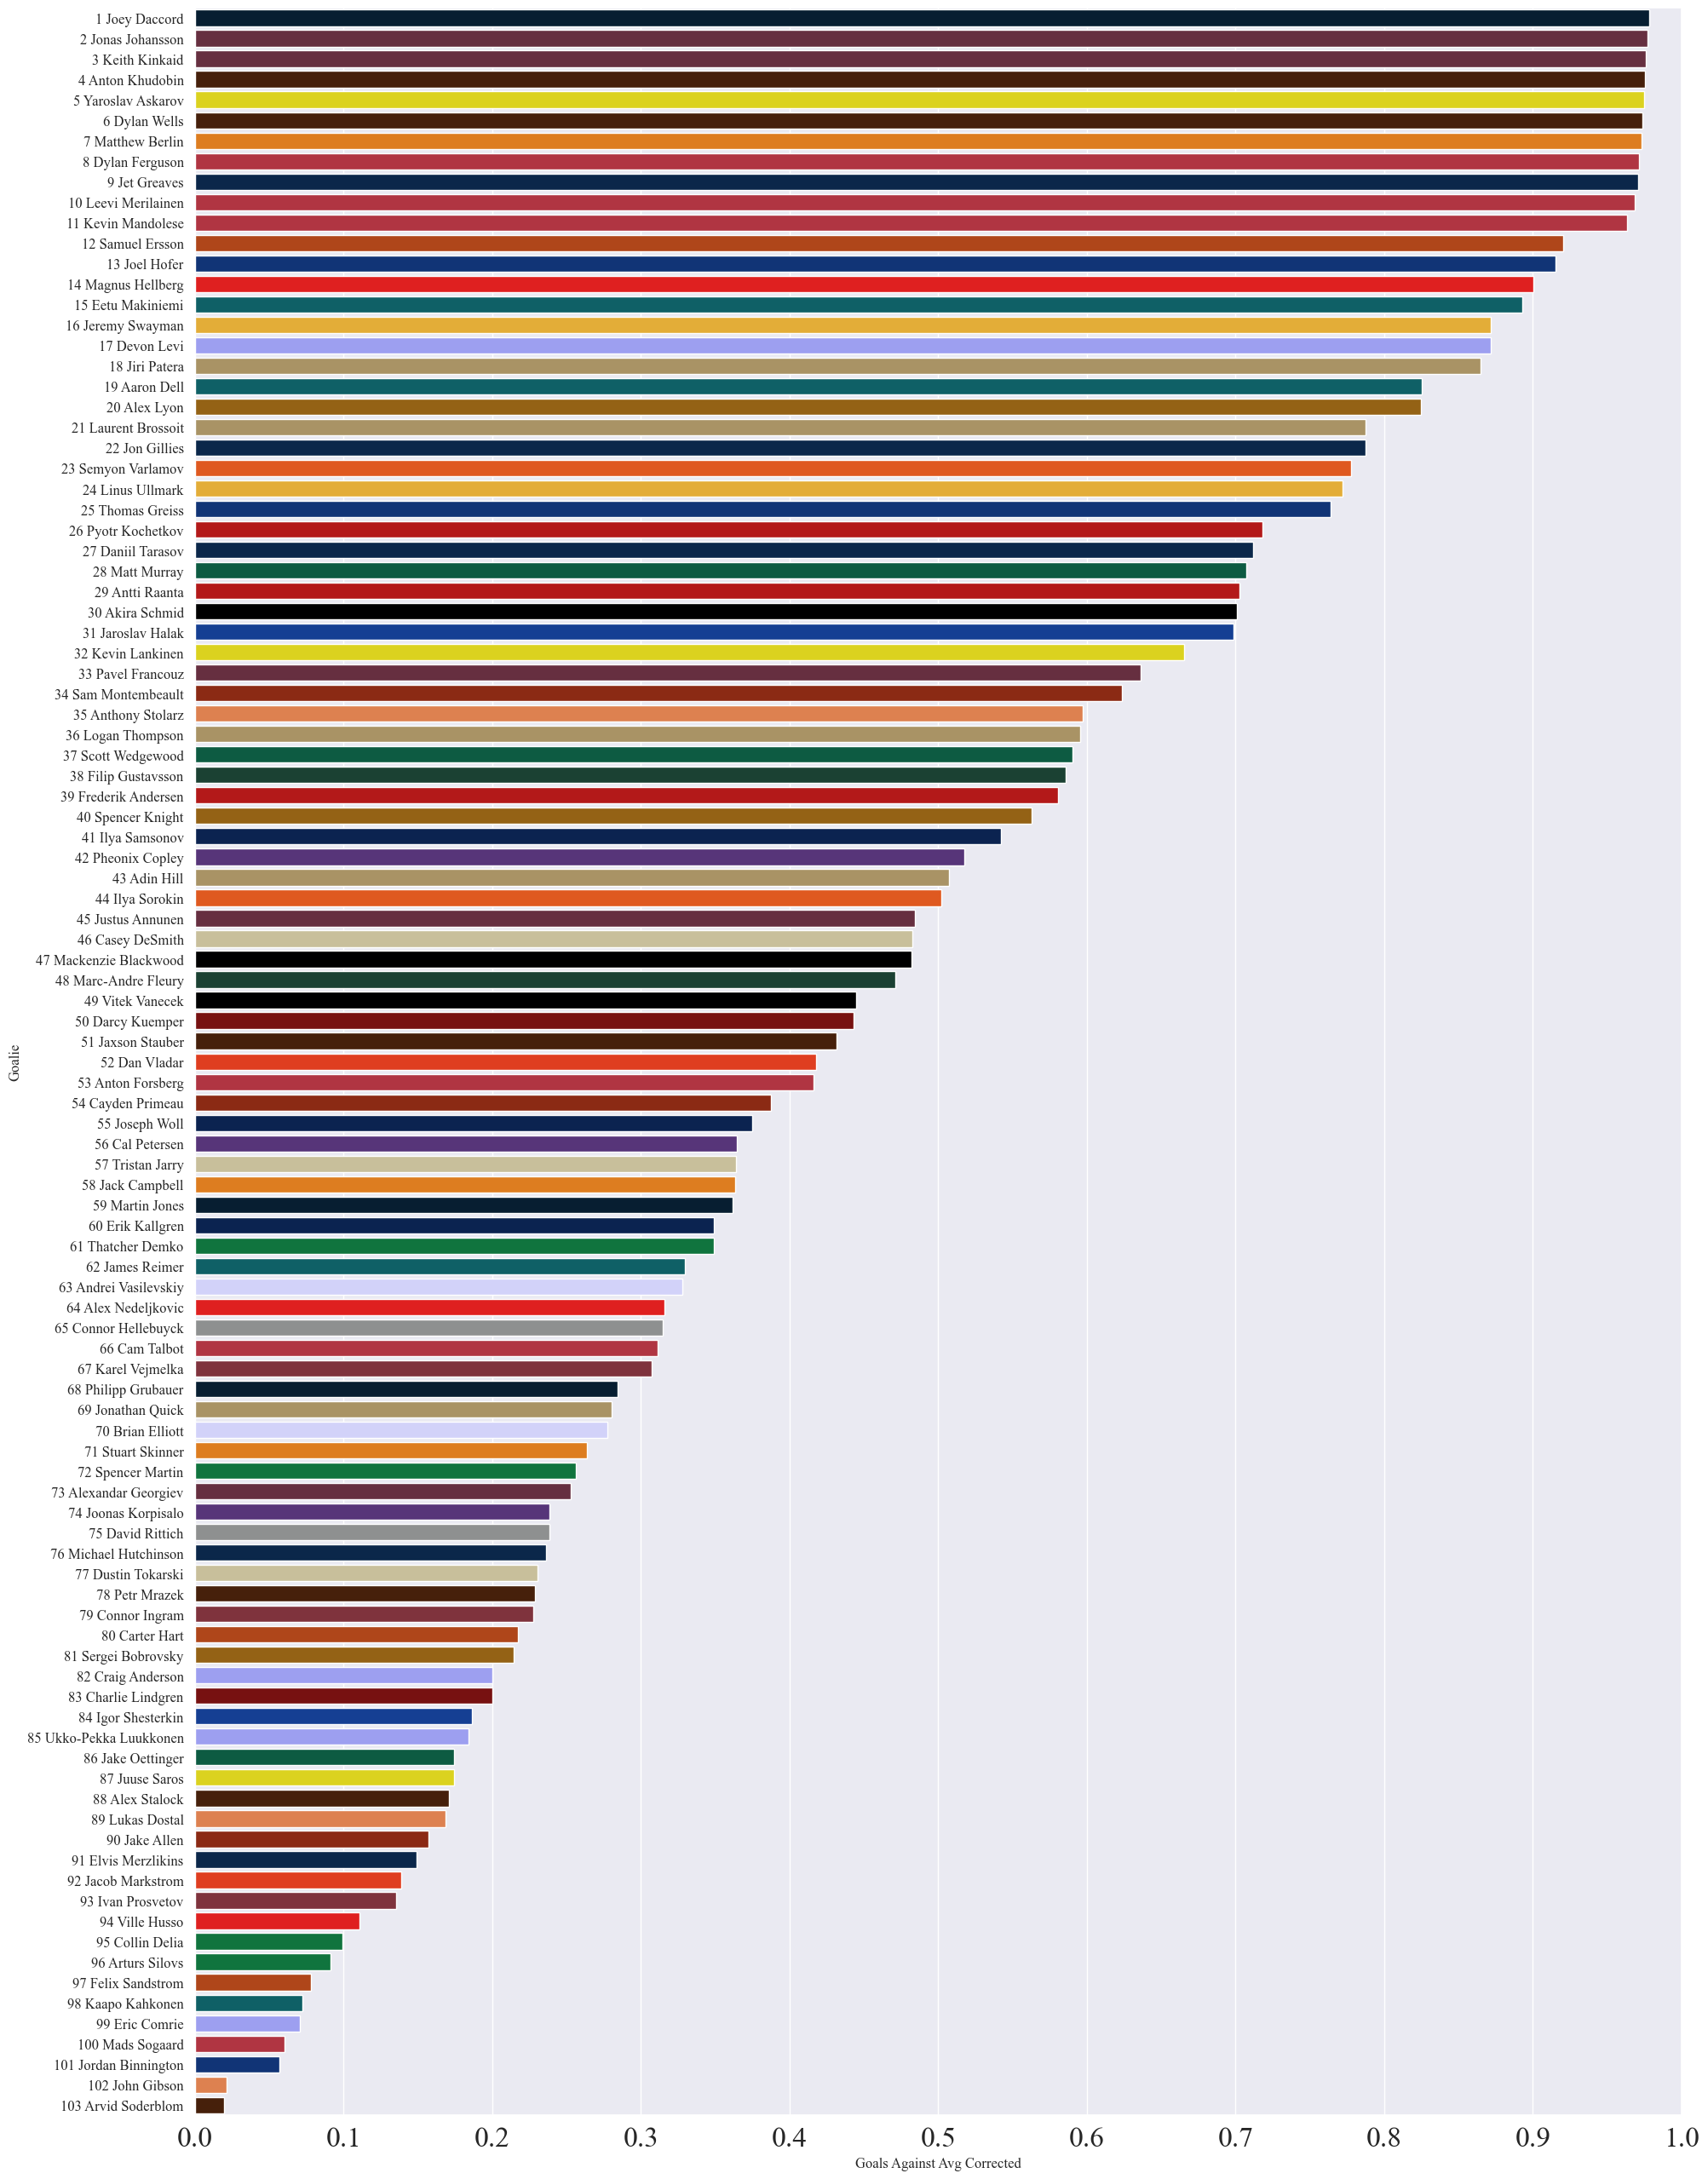 1 Joey Daccord
2 Jonas Johansson
3 Keith Kinkaid
4 Anton Khudobin
5 Yaroslav Askarov
6 Dylan Wells
7 Matthew Berlin
8 Dylan Ferguson
9 Jet Greaves
10 Leevi Merilainen
11 Kevin Mandolese
12 Samuel Ersson
13 Joel Hofer
14 Magnus Hellberg
15 Eetu Makiniemi
16 Jeremy Swayman
17 Devon Levi
18 Jiri Patera
19 Aaron Dell
20 Alex Lyon
21 Laurent Brossoit
22 Jon Gillies
23 Semyon Varlamov
24 Linus Ullmark
25 Thomas Greiss
26 Pyotr Kochetkov
27 Daniil Tarasov
28 Matt Murray
29 Antti Raanta
30 Akira Schmid
31 Jaroslav Halak
32 Kevin Lankinen
33 Pavel Francouz
34 Sam Montembeault
35 Anthony Stolarz
36 Logan Thompson
37 Scott Wedgewood
38 Filip Gustavsson
39 Frederik Andersen
40 Spencer Knight
41 Ilya Samsonov
42 Pheonix Copley
43 Adin Hill
44 Ilya Sorokin
45 Justus Annunen
46 Casey DeSmith
47 Mackenzie Blackwood
48 Marc-Andre Fleury
49 Vitek Vanecek
50 Darcy Kuemper
51 Jaxson Stauber
52 Dan Vladar
53 Anton Forsberg
54 Cayden Primeau
55 Joseph Woll
56 Cal Petersen
57 Tristan Jarry
58 Jack Campbell
59 Martin Jones
60 Erik Kallgren
61 Thatcher Demko
62 James Reimer
63 Andrei Vasilevskiy
64 Alex Nedeljkovic
65 Connor Hellebuyck
66 Cam Talbot
67 Karel Vejmelka
68 Philipp Grubauer
69 Jonathan Quick
70 Brian Elliott
71 Stuart Skinner
72 Spencer Martin
73 Alexandar Georgiev
74 Joonas Korpisalo
75 David Rittich
76 Michael Hutchinson
77 Dustin Tokarski
78 Petr Mrazek
79 Connor Ingram
80 Carter Hart
81 Sergei Bobrovsky
82 Craig Anderson
83 Charlie Lindgren
84 Igor Shesterkin
85 Ukko-Pekka Luukkonen
86 Jake Oettinger
87 Juuse Saros
88 Alex Stalock
89 Lukas Dostal
90 Jake Allen
91 Elvis Merzlikins
92 Jacob Markstrom
93 Ivan Prosvetov
94 Ville Husso
95 Collin Delia
96 Arturs Silovs
97 Felix Sandstrom
98 Kaapo Kahkonen
99 Eric Comrie
100 Mads Sogaard
101 Jordan Binnington
102 John Gibson
103 Arvid Soderblom
Goalie
0.0 0.1 0.2 0.3 0.4 0.5 0.6 0.7 0.8 0.9 1.0
Goals Against Avg Corrected